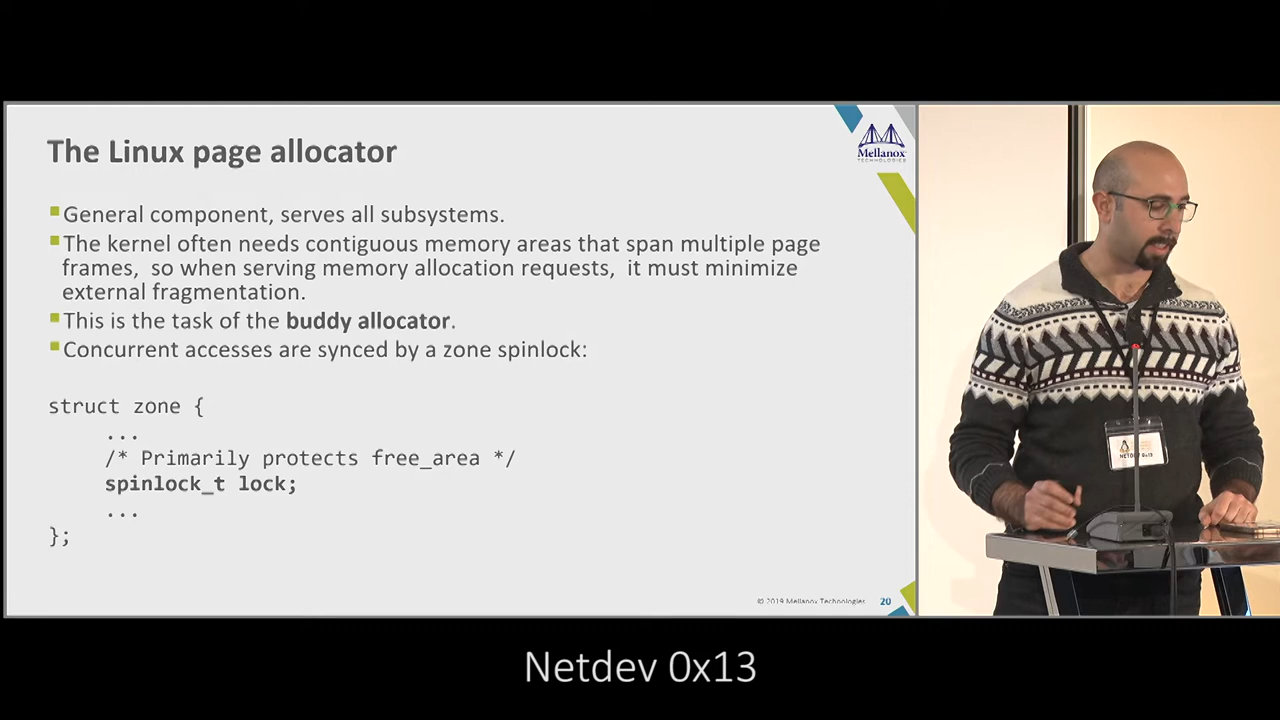 The Linux page allocator
Mellanox
TECHNOLOGIES
General component, serves all subsystems.
The kernel often needs contiguous memory areas that span multiple page
frames, so when serving memory allocation requests, it must minimize
external fragmentation.
This is the task of the buddy allocator.
Concurrent accesses are synced by a zone spinlock:
struct zone {
...
/* Primarily protects free_area */
spinlock_t lock;
...
};
© 2019 Mellanox Technologies
20
NETDEV 0x13
Netdev 0x13